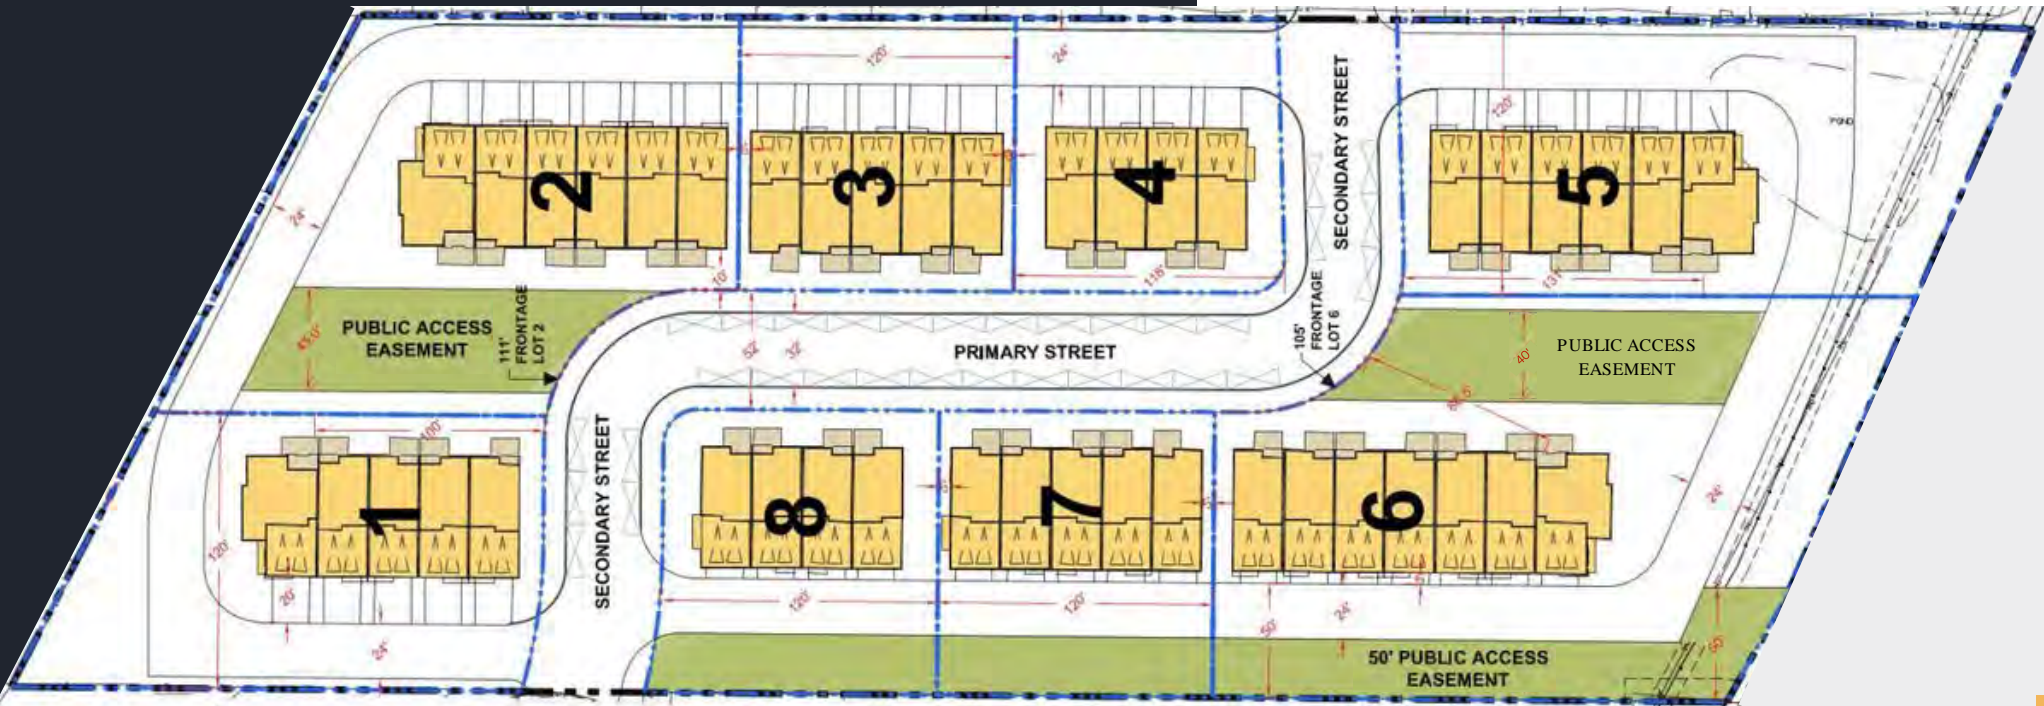 120'
24'
SECONDARY STREET
120'
2
3
4
5
24'
10'
118'
131'
PUBLIC ACCESS
EASEMENT
45.0'
111'
FRONTAGE
LOT 2
52'
32'
PRIMARY STREET
105'
FRONTAGE
LOT 6
40'
PUBLIC ACCESS
EASEMENT
100'
SECONDARY STREET
120'
1
8
7
6
24'
20'
24'
120'
120'
50'
24'
50' PUBLIC ACCESS
EASEMENT